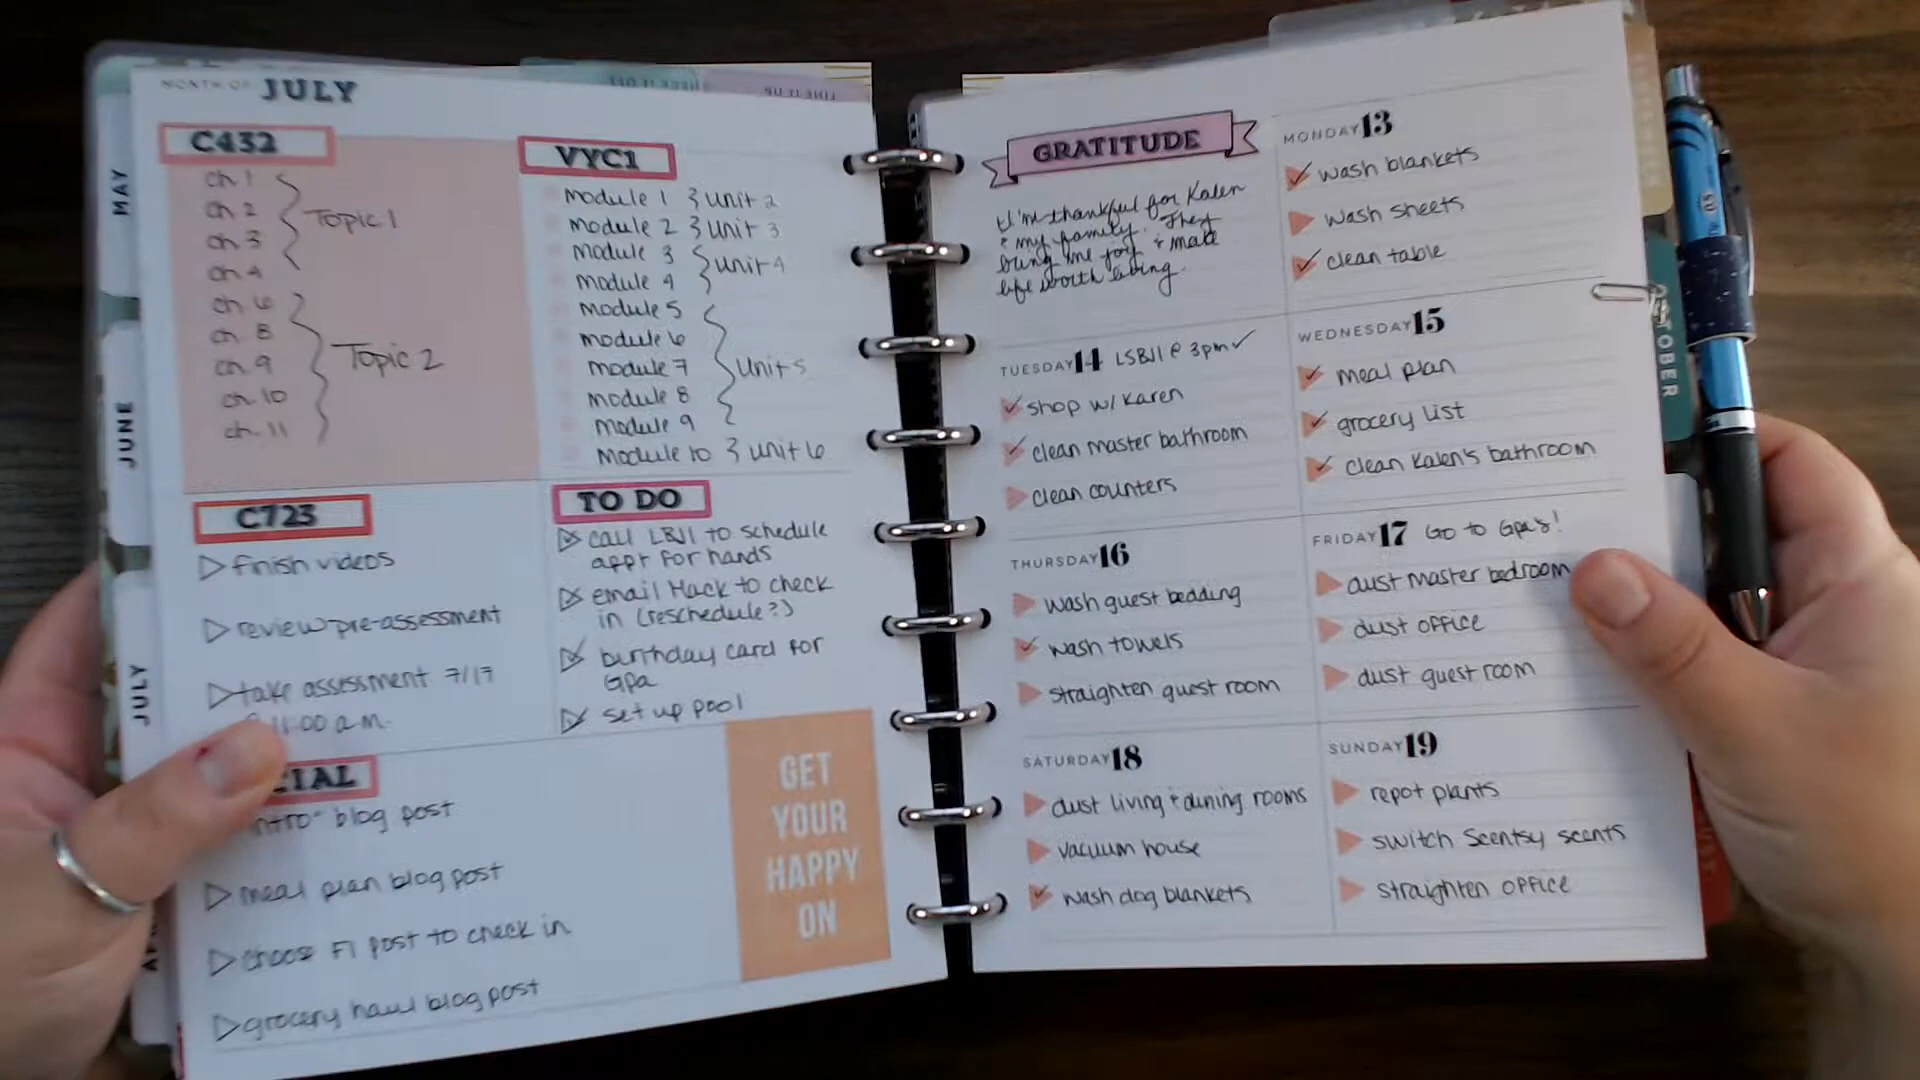 MONTH OF JULY
C432
ch 1
ch 2
ch 3
ch 4
Topic 1
ch 6
ch 8
ch 9
ch. 10
ch. 11
Topic 2
VYC1
module 1 } unit 2
module 2 } unit 3
module 3
module 4
unit 4
module 5
module 6
module 7
module 8
module 9
unit 5
module 10 } unit 6
C723
finish videos
review pre-assessment
take assessment 7/17
11:00 a.m.
TO DO
call LBJI to schedule
appt for hands
email Mack to check
in (reschedule?)
birthday card for
Gpa
set up pool
CIAL
intro" blog post
meal plan blog post
choose FI post to check in
grocery haul blog post
GET
YOUR
HAPPY
ON
GRATITUDE
I'm thankful for Kalen
& my family. They
bring me joy & make
life worth living.
MONDAY 13
wash blankets
wash sheets
clean table
TUESDAY 14 LSBJI @ 3pm ✓
shop w/ Karen
clean master bathroom
clean counters
WEDNESDAY 15
meal plan
grocery list
clean Kalen's bathroom
THURSDAY 16
wash guest bedding
wash towels
straighten guest room
FRIDAY 17 Go to Gpa's!
dust master bedroom
dust office
dust guest room
SATURDAY 18
dust living + dining rooms
vacuum house
wash dog blankets
SUNDAY 19
repot plants
switch Scentsy scents
straighten office
MAY
JUNE
JULY
TOBER